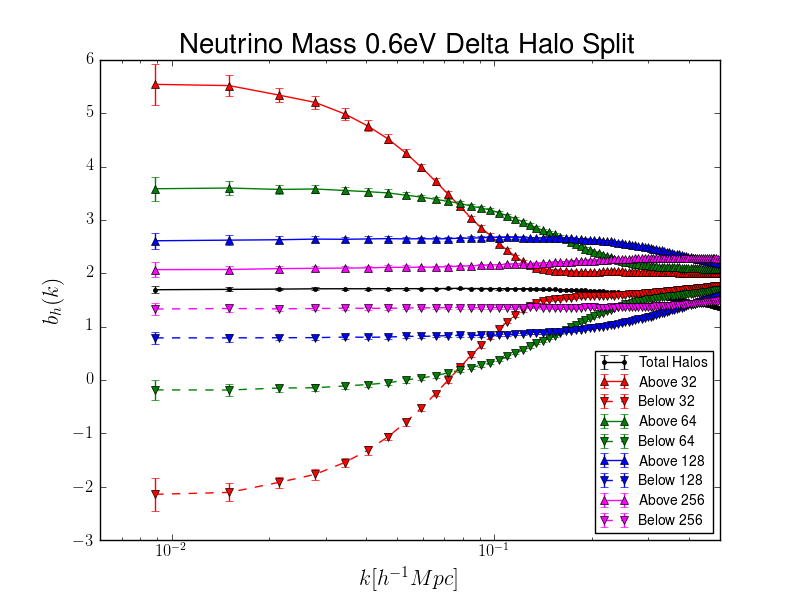 Neutrino Mass 0.6eV Delta Halo Split
6
5
4
3
2
1
0
−1
−2
−3
b_h(k)
10^{-2}
10^{-1}
k[h^{-1}Mpc]
Total Halos
Above 32
Below 32
Above 64
Below 64
Above 128
Below 128
Above 256
Below 256